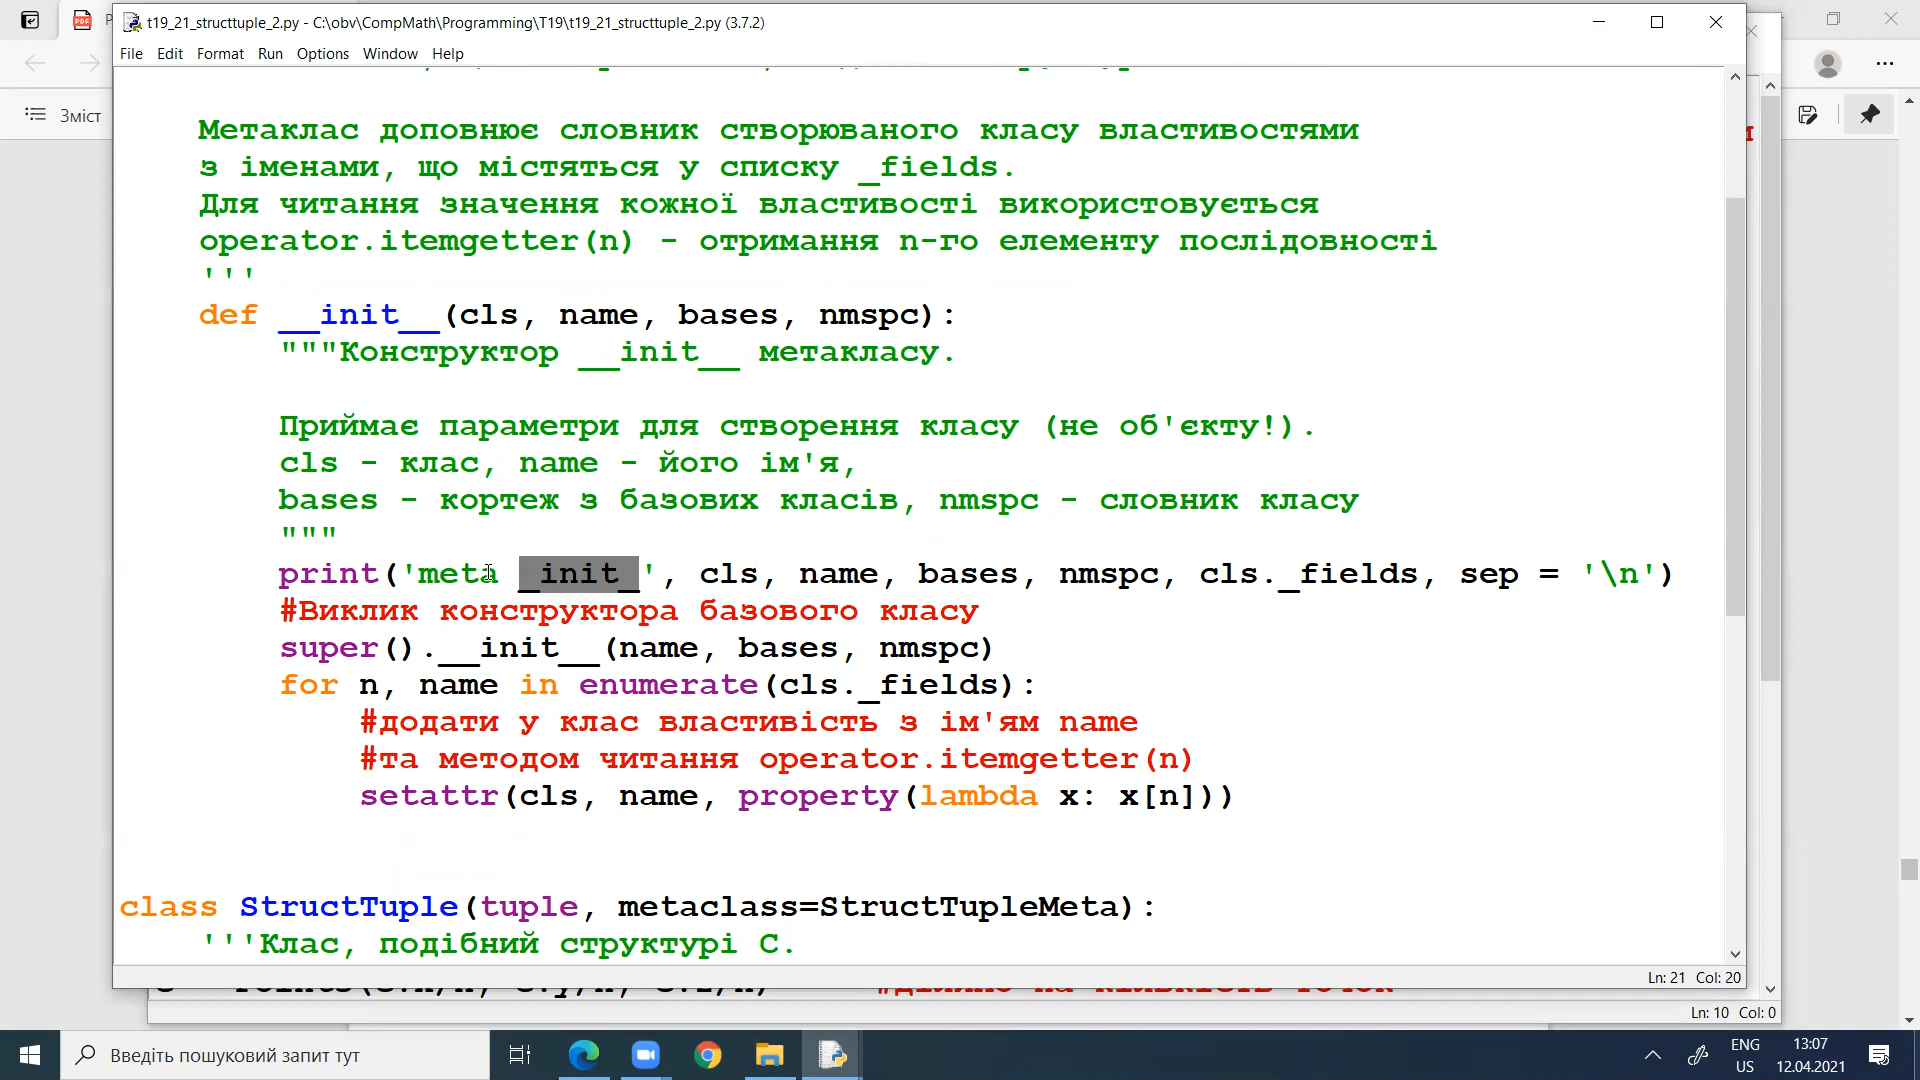 t19_21_structtuple_2.py - C:\obv\CompMath\Programming\T19\t19_21_structtuple_2.py (3.7.2)
File Edit Format Run Options Window Help
Зміст
Метаклас доповнює словник створюваного класу властивостями
з іменами, що містяться у списку _fields.
Для читання значення кожної властивості використовується
operator.itemgetter(n) - отримання n-го елементу послідовності
'''
def __init__(cls, name, bases, nmspc):
"""Конструктор __init__ метакласу.
Приймає параметри для створення класу (не об'єкту!).
cls - клас, name - його ім'я,
bases - кортеж з базових класів, nmspc - словник класу
"""
print('meta _init_', cls, name, bases, nmspc, cls._fields, sep = '\n')
#Виклик конструктора базового класу
super().__init__(name, bases, nmspc)
for n, name in enumerate(cls._fields):
#додати у клас властивість з ім'ям name
#та методом читання operator.itemgetter(n)
setattr(cls, name, property(lambda x: x[n]))
class StructTuple(tuple, metaclass=StructTupleMeta):
'''Клас, подібний структурі C.
Ln: 21 Col: 20
Ln: 10 Col: 0
Введіть пошуковий запит тут
ENG
US
13:07
12.04.2021